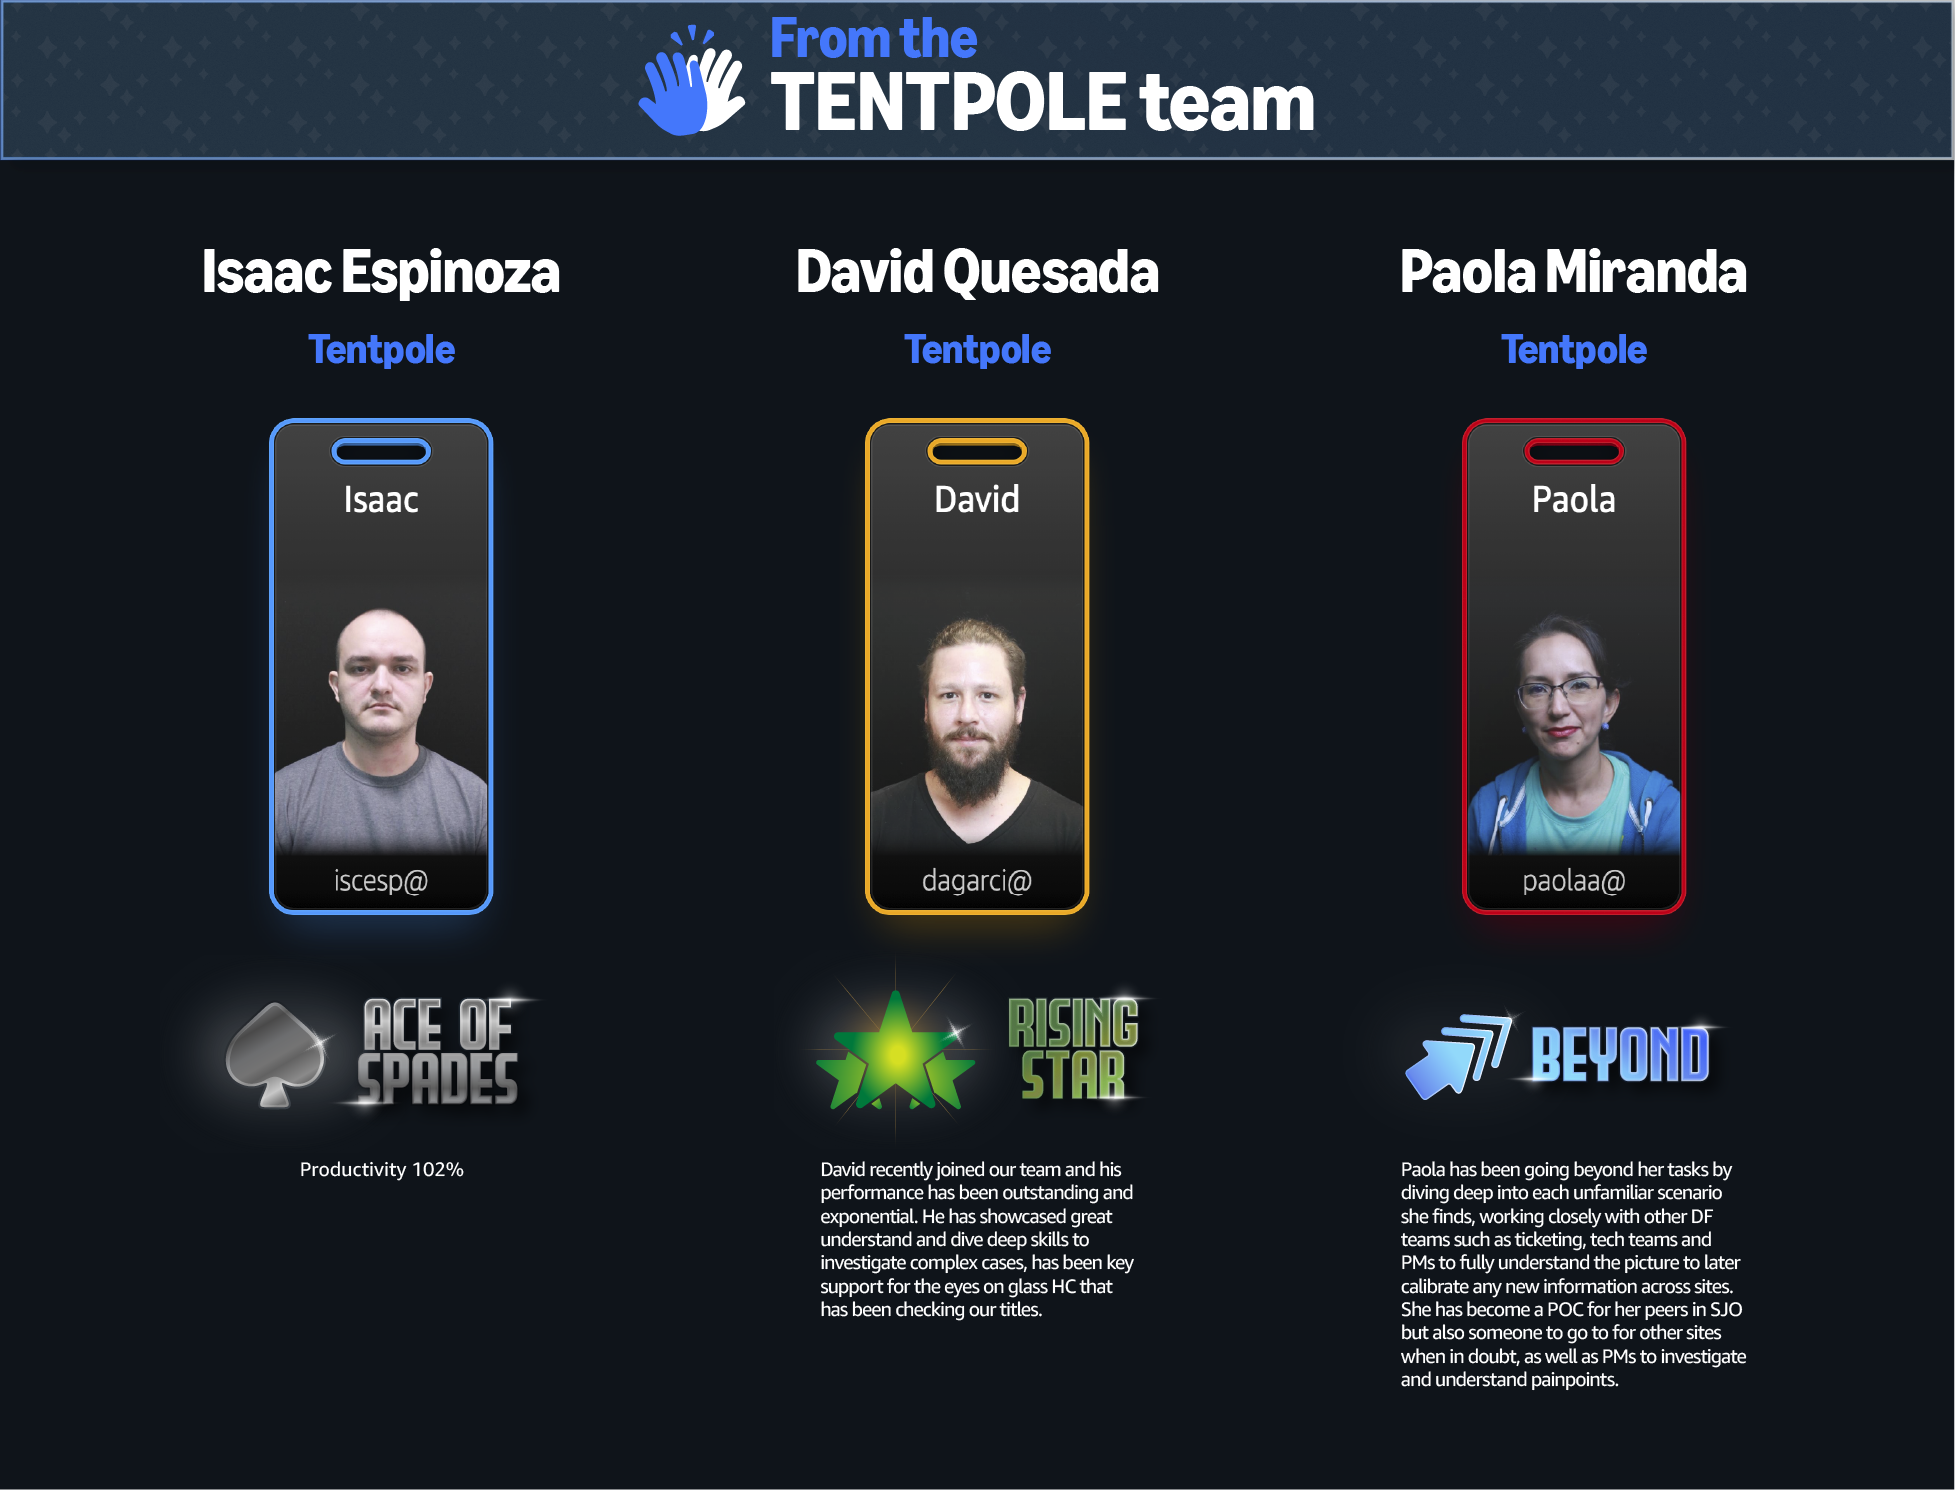 From the
TENTPOLE team
Isaac Espinoza
Tentpole
Isaac
iscesp@
ACE OF
SPADES
Productivity 102%
David Quesada
Tentpole
David
dagarci@
RISING
STAR
David recently joined our team and his
performance has been outstanding and
exponential. He has showcased great
understand and dive deep skills to
investigate complex cases, has been key
support for the eyes on glass HC that
has been checking our titles.
Paola Miranda
Tentpole
Paola
paolaa@
BEYOND
Paola has been going beyond her tasks by
diving deep into each unfamiliar scenario
she finds, working closely with other DF
teams such as ticketing, tech teams and
PMs to fully understand the picture to later
calibrate any new information across sites.
She has become a POC for her peers in SJO
but also someone to go to for other sites
when in doubt, as well as PMs to investigate
and understand painpoints.